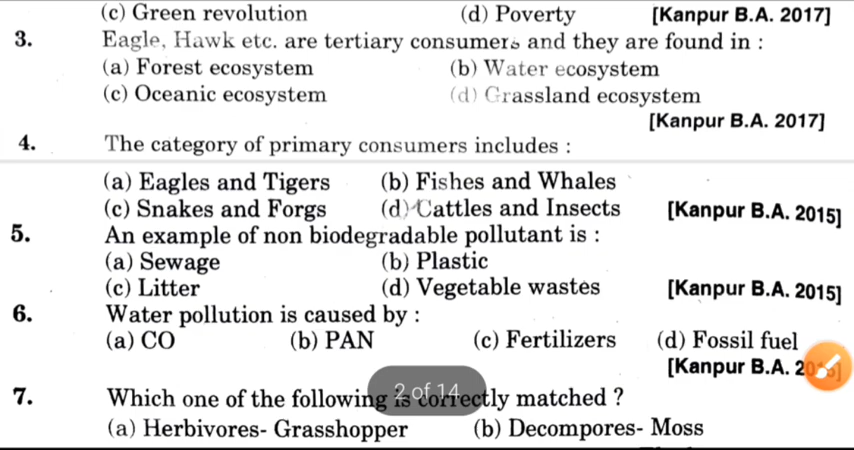 (c) Green revolution (d) Poverty [Kanpur B.A. 2017]
3. Eagle, Hawk etc. are tertiary consumers and they are found in :
(a) Forest ecosystem (b) Water ecosystem
(c) Oceanic ecosystem (d) Grassland ecosystem
[Kanpur B.A. 2017]
4. The category of primary consumers includes :
(a) Eagles and Tigers (b) Fishes and Whales
(c) Snakes and Forgs (d) Cattles and Insects [Kanpur B.A. 2015]
5. An example of non biodegradable pollutant is :
(a) Sewage (b) Plastic
(c) Litter (d) Vegetable wastes [Kanpur B.A. 2015]
6. Water pollution is caused by :
(a) CO (b) PAN (c) Fertilizers (d) Fossil fuel
[Kanpur B.A.
7. Which one of the following is correctly matched ?
2 of 14
(a) Herbivores- Grasshopper (b) Decompores- Moss